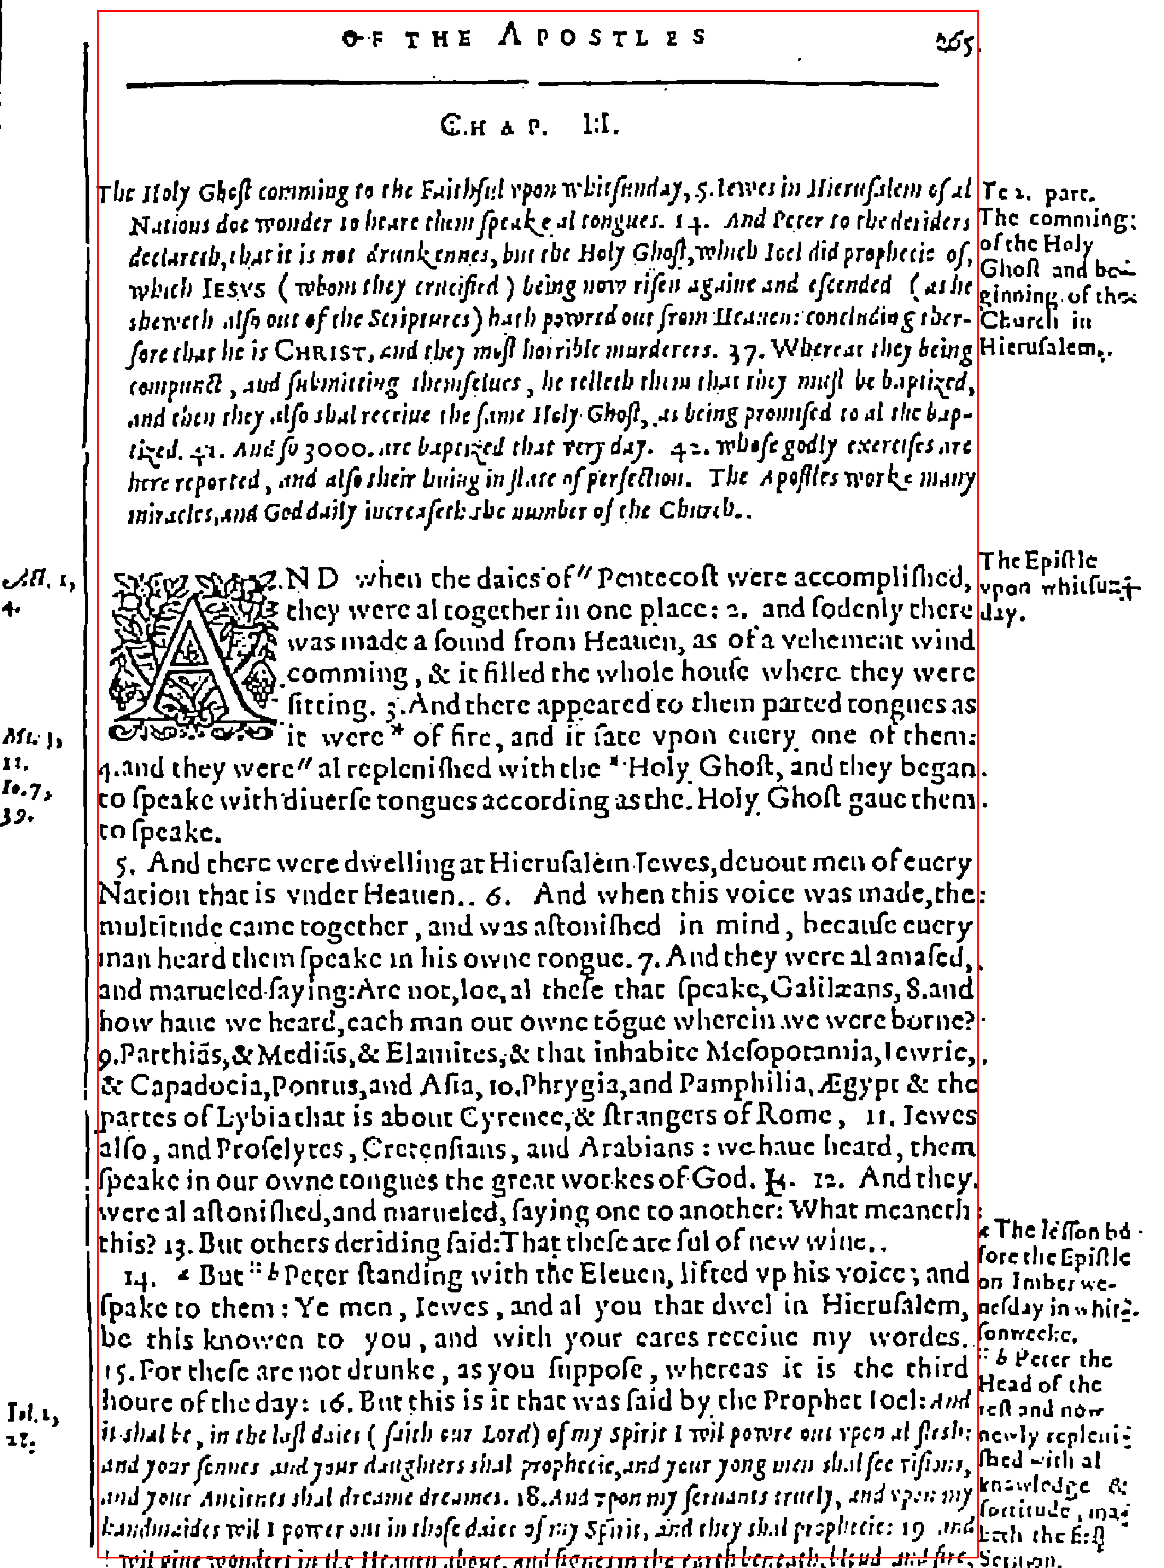 OF THE APOSTLES 265
CHAP. II.
The Holy Ghost comming to the Faithful vpon whitsunday, 5. Iewes in Hierusalem of al
Nations doe wonder to heare them speake al tongues. 14. And Peter to the deriders
declareth, that it is not drunkennes, but the Holy Ghost, which Ioel did prophecie of,
which IESVS (whom they crucified) being now risen againe and ascended (as he
sheweth also out of the Scriptures) hath powred out from Heauen: concluding ther-
fore that he is CHRIST, and they most horrible murderers. 37. Whereat they being
compunct, and submitting themselues, he telleth them that they must be baptized,
and then they also shal receiue the same Holy Ghost, as being promised to al the bap-
tized. 41. And so 3000. are baptized that very day. 42. whose godly exercises are
here reported, and also their liuing in state of perfection. The Apostles worke many
miracles, and God daily increaseth the number of the Church.
The 2. part.
The comming
of the Holy
Ghost and be-
ginning of the
Church in
Hierusalem.
AND when the daies of" Pentecost were accomplished,
they were al together in one place: 2. and sodenly there
was made a sound from Heauen, as of a vehement wind
comming, & it filled the whole house where they were
sitting. 3. And there appeared to them parted tongues as
it were * of fire, and it sate vpon euery one of them:
4. and they were" al replenished with the * Holy Ghost, and they began
to speake with diuerse tongues according as the Holy Ghost gaue them
to speake.
The Epistle
vpon whitsun-
day.
Act. 1,
4.
Mt. 3,
11.
Io. 7,
39.
5. And there were dwelling at Hierusalem Iewes, deuout men of euery
Nation that is vnder Heauen. 6. And when this voice was made, the
multitude came together, and was astonished in mind, because euery
man heard them speake in his owne tongue. 7. And they were al amased,
and marueled saying: Are not, loe, al these that speake, Galilæans, 8. and
how haue we heard, each man our owne tõgue wherein we were borne?
9. Parthiãs, & Mediãs, & Elamites, & that inhabite Mesopotamia, Iewrie,
& Capadocia, Pontus, and Asia, 10. Phrygia, and Pamphilia, Ægypt & the
partes of Lybia that is about Cyrenee, & strangers of Rome, 11. Iewes
also, and Proselytes, Cretensians, and Arabians: we haue heard, them
speake in our owne tongues the great workes of God. 12. And they
were al astonished, and marueled, saying one to another: What meaneth
this? 13. But others deriding said: That these are ful of new wine.
14. a But :: b Peter standing with the Eleuen, lifted vp his voice, and
spake to them: Ye men, Iewes, and al you that dwel in Hierusalem,
be this knowen to you, and with your eares receiue my wordes.
15. For these are not drunke, as you suppose, whereas it is the third
houre of the day: 16. But this is it that was said by the Prophet Ioel: And
it shal be, in the last daies (saith our Lord) of my Spirit I wil powre out vpon al flesh:
and your sonnes and your daughters shal prophecie, and your yong men shal see visions,
and your Ancients shal dreame dreames. 18. And vpon my seruants truely, and vpon my
handmaides wil I power out in those daies of my Spirit, and they shal prophecie: 19 and
I wil giue wonders in the Heauen aboue, and signes in the earth beneath, bloud and fire,
a The lesson be-
fore the Epistle
on Imber we-
nesday in whit-
sonweeke.
:: b Peter the
Head of the
rest and now
newly repleni-
shed with al
knowledge &
fortitude, ma-
keth the first
Sermon.
Iol. 2,
28.